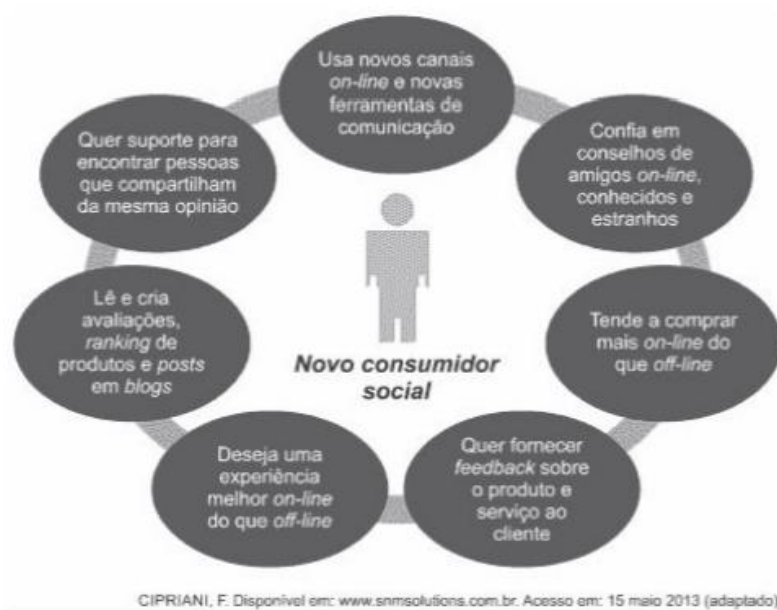 Usa novos canais
on-line e novas
ferramentas de
comunicação
Confia em
conselhos de
amigos on-line,
conhecidos e
estranhos
Tende a comprar
mais on-line do
que off-line
Quer fornecer
feedback sobre
o produto e
serviço ao
cliente
Deseja uma
experiência
melhor on-line
do que off-line
Lê e cria
avaliações,
ranking de
produtos e posts
em blogs
Quer suporte para
encontrar pessoas
que compartilham
da mesma opinião
Novo consumidor
social
CIPRIANI, F. Disponível em: www.snmsolutions.com.br. Acesso em: 15 maio 2013 (adaptado)